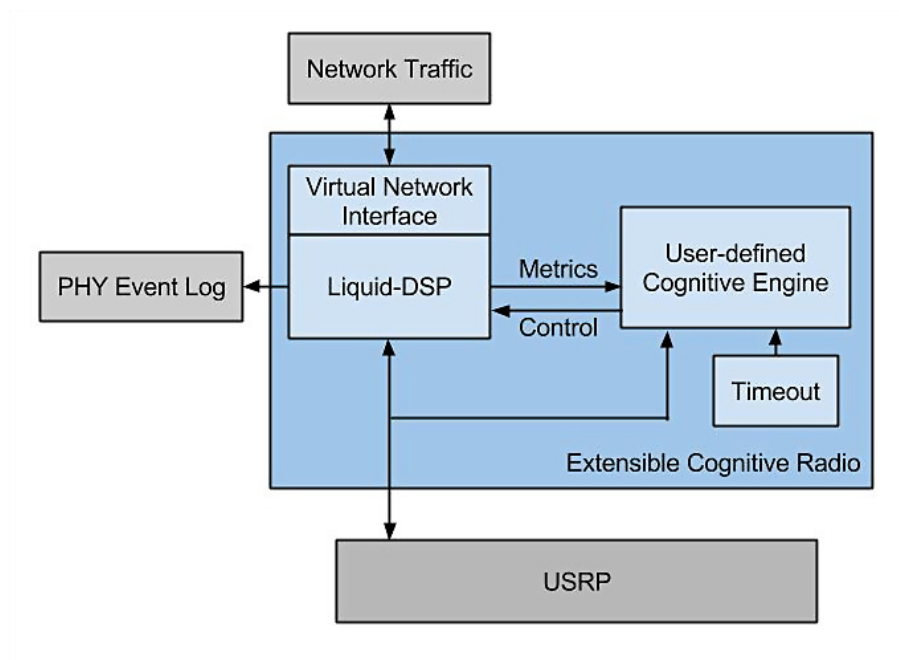 Network Traffic
Virtual Network
Interface
PHY Event Log
Liquid-DSP
Metrics
Control
User-defined
Cognitive Engine
Timeout
Extensible Cognitive Radio
USRP